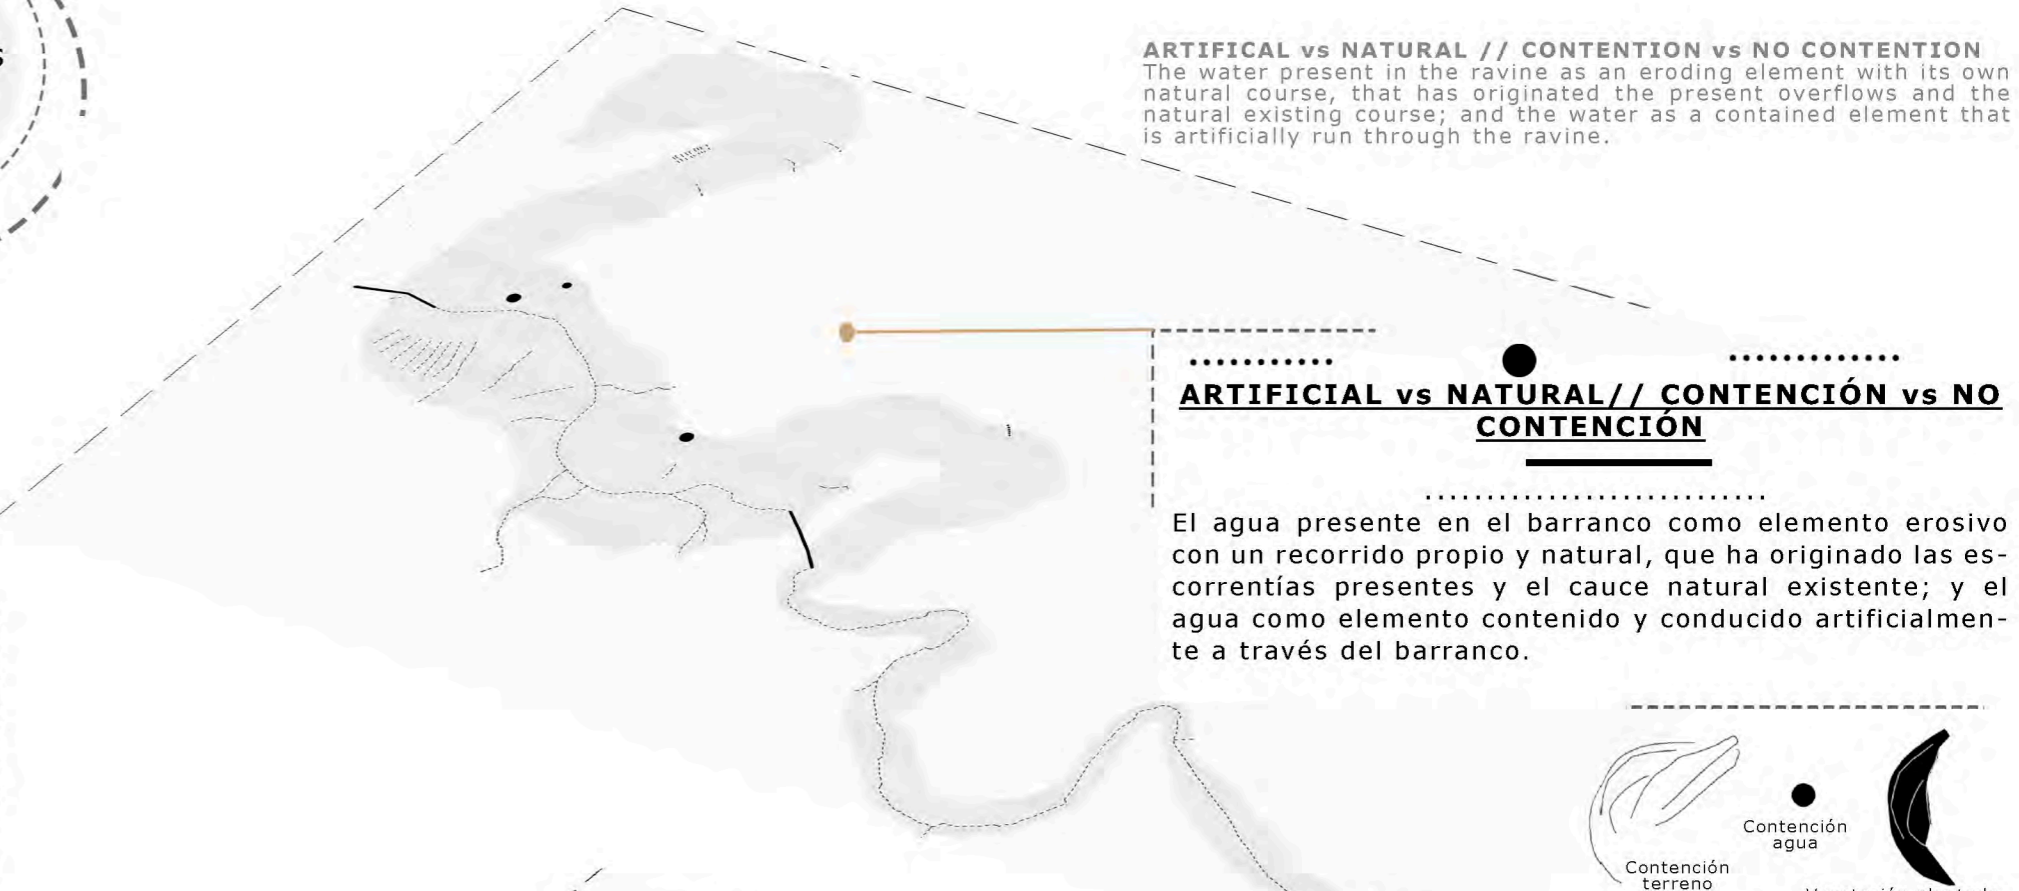 ARTIFICAL vs NATURAL // CONTENTION vs NO CONTENTION
The water present in the ravine as an eroding element with its own
natural course, that has originated the present overflows and the
natural existing course; and the water as a contained element that
is artificially run through the ravine.
ARTIFICIAL vs NATURAL// CONTENCIÓN vs NO
CONTENCIÓN
El agua presente en el barranco como elemento erosivo
con un recorrido propio y natural, que ha originado las es-
correntías presentes y el cauce natural existente; y el
agua como elemento contenido y conducido artificialmen-
te a través del barranco.
Contención
agua
Contención
terreno